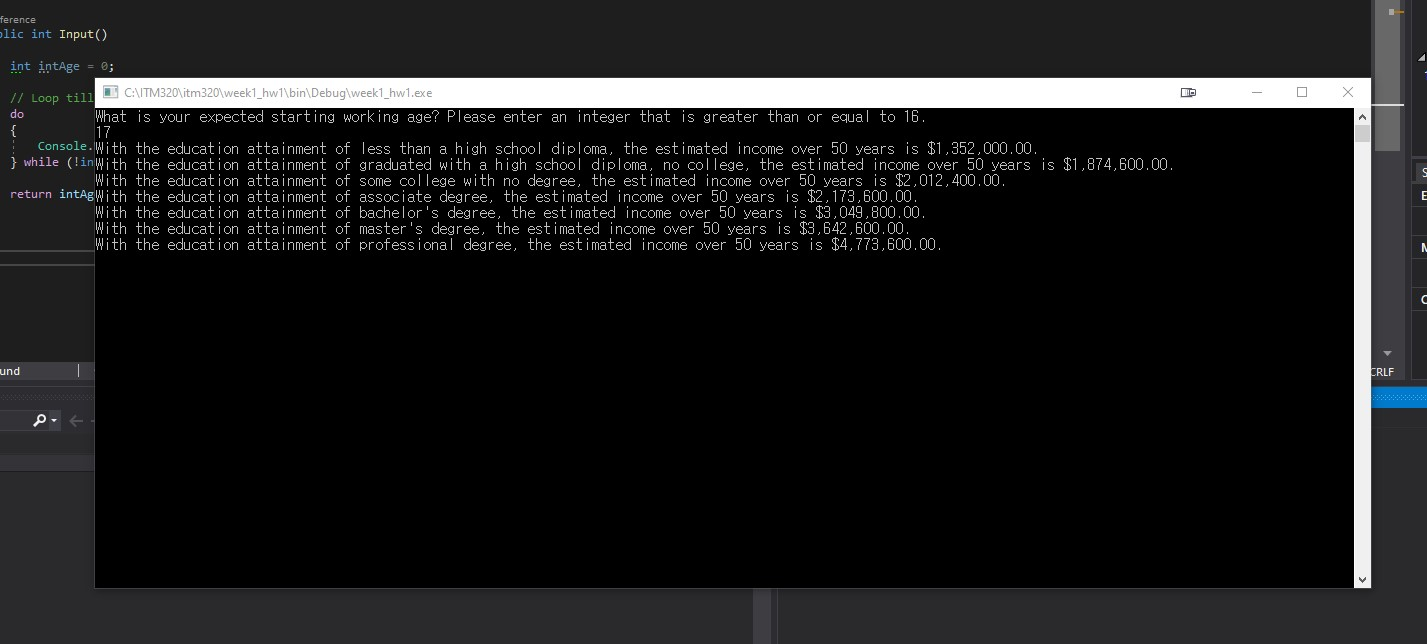 ference
blic int Input()
int intAge = 0;
// Loop till
do
{
Console.
} while (!in
return intAg
C:\ITM320\itm320\week1_hw1\bin\Debug\week1_hw1.exe
What is your expected starting working age? Please enter an integer that is greater than or equal to 16.
17
With the education attainment of less than a high school diploma, the estimated income over 50 years is $1,352,000.00.
With the education attainment of graduated with a high school diploma, no college, the estimated income over 50 years is $1,874,600.00.
With the education attainment of some college with no degree, the estimated income over 50 years is $2,012,400.00.
With the education attainment of associate degree, the estimated income over 50 years is $2,173,600.00.
With the education attainment of bachelor's degree, the estimated income over 50 years is $3,049,800.00.
With the education attainment of master's degree, the estimated income over 50 years is $3,642,600.00.
With the education attainment of professional degree, the estimated income over 50 years is $4,773,600.00.
und
CRLF